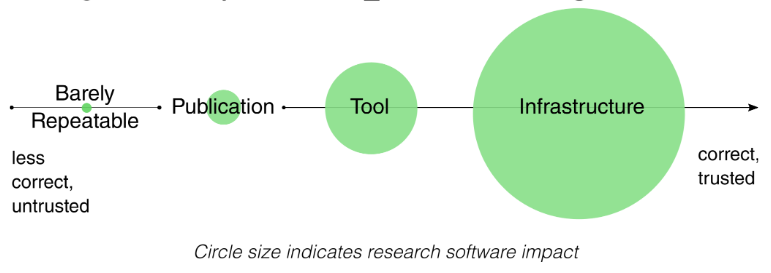 Barely
Repeatable
Publication
Tool
Infrastructure
less
correct,
untrusted
correct,
trusted
Circle size indicates research software impact